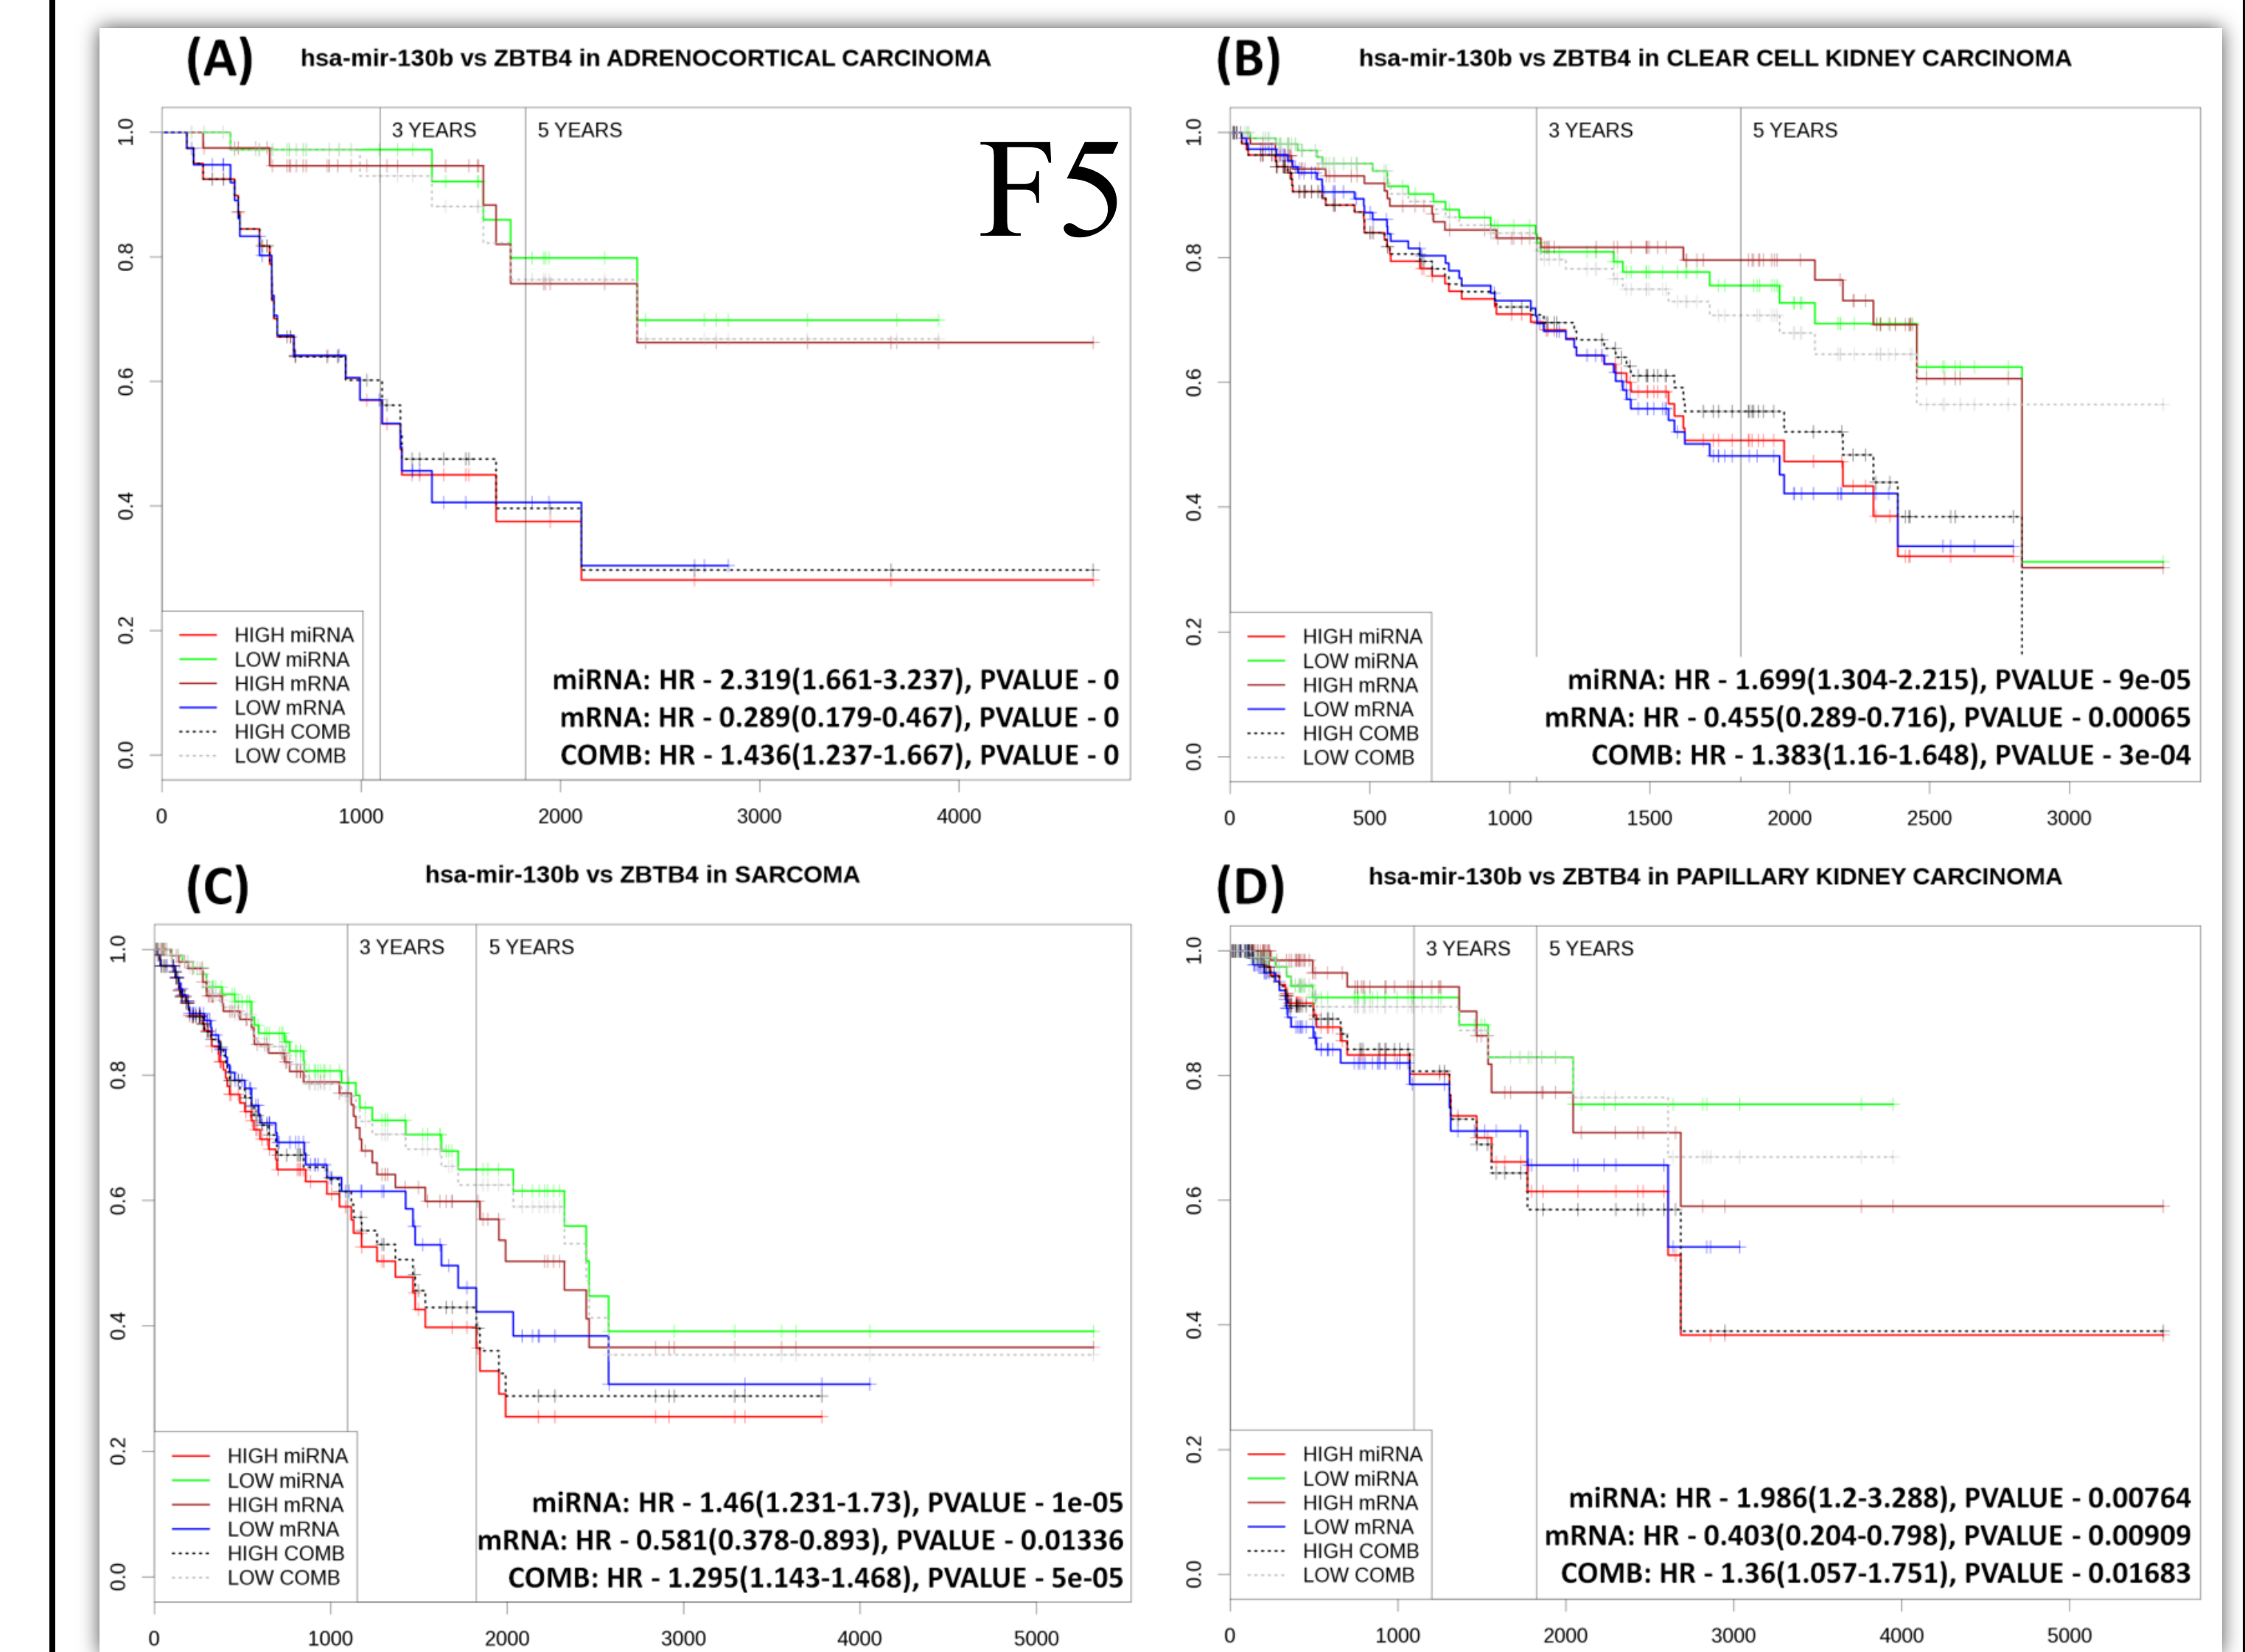 (A) hsa-mir-130b vs ZBTB4 in ADRENOCORTICAL CARCINOMA
3 YEARS 5 YEARS
F5
1.0
0.8
0.6
0.4
0.2
0.0
HIGH miRNA
LOW miRNA
HIGH mRNA
LOW mRNA
HIGH COMB
LOW COMB
miRNA: HR - 2.319(1.661-3.237), PVALUE - 0
mRNA: HR - 0.289(0.179-0.467), PVALUE - 0
COMB: HR - 1.436(1.237-1.667), PVALUE - 0
0 1000 2000 3000 4000
(B) hsa-mir-130b vs ZBTB4 in CLEAR CELL KIDNEY CARCINOMA
3 YEARS 5 YEARS
1.0
0.8
0.6
0.4
0.2
0.0
HIGH miRNA
LOW miRNA
HIGH mRNA
LOW mRNA
HIGH COMB
LOW COMB
miRNA: HR - 1.699(1.304-2.215), PVALUE - 9e-05
mRNA: HR - 0.455(0.289-0.716), PVALUE - 0.00065
COMB: HR - 1.383(1.16-1.648), PVALUE - 3e-04
0 500 1000 1500 2000 2500 3000
(C) hsa-mir-130b vs ZBTB4 in SARCOMA
3 YEARS 5 YEARS
1.0
0.8
0.6
0.4
0.2
0.0
HIGH miRNA
LOW miRNA
HIGH mRNA
LOW mRNA
HIGH COMB
LOW COMB
miRNA: HR - 1.46(1.231-1.73), PVALUE - 1e-05
mRNA: HR - 0.581(0.378-0.893), PVALUE - 0.01336
COMB: HR - 1.295(1.143-1.468), PVALUE - 5e-05
0 1000 2000 3000 4000 5000
(D) hsa-mir-130b vs ZBTB4 in PAPILLARY KIDNEY CARCINOMA
3 YEARS 5 YEARS
1.0
0.8
0.6
0.4
0.2
0.0
HIGH miRNA
LOW miRNA
HIGH mRNA
LOW mRNA
HIGH COMB
LOW COMB
miRNA: HR - 1.986(1.2-3.288), PVALUE - 0.00764
mRNA: HR - 0.403(0.204-0.798), PVALUE - 0.00909
COMB: HR - 1.36(1.057-1.751), PVALUE - 0.01683
0 1000 2000 3000 4000 5000